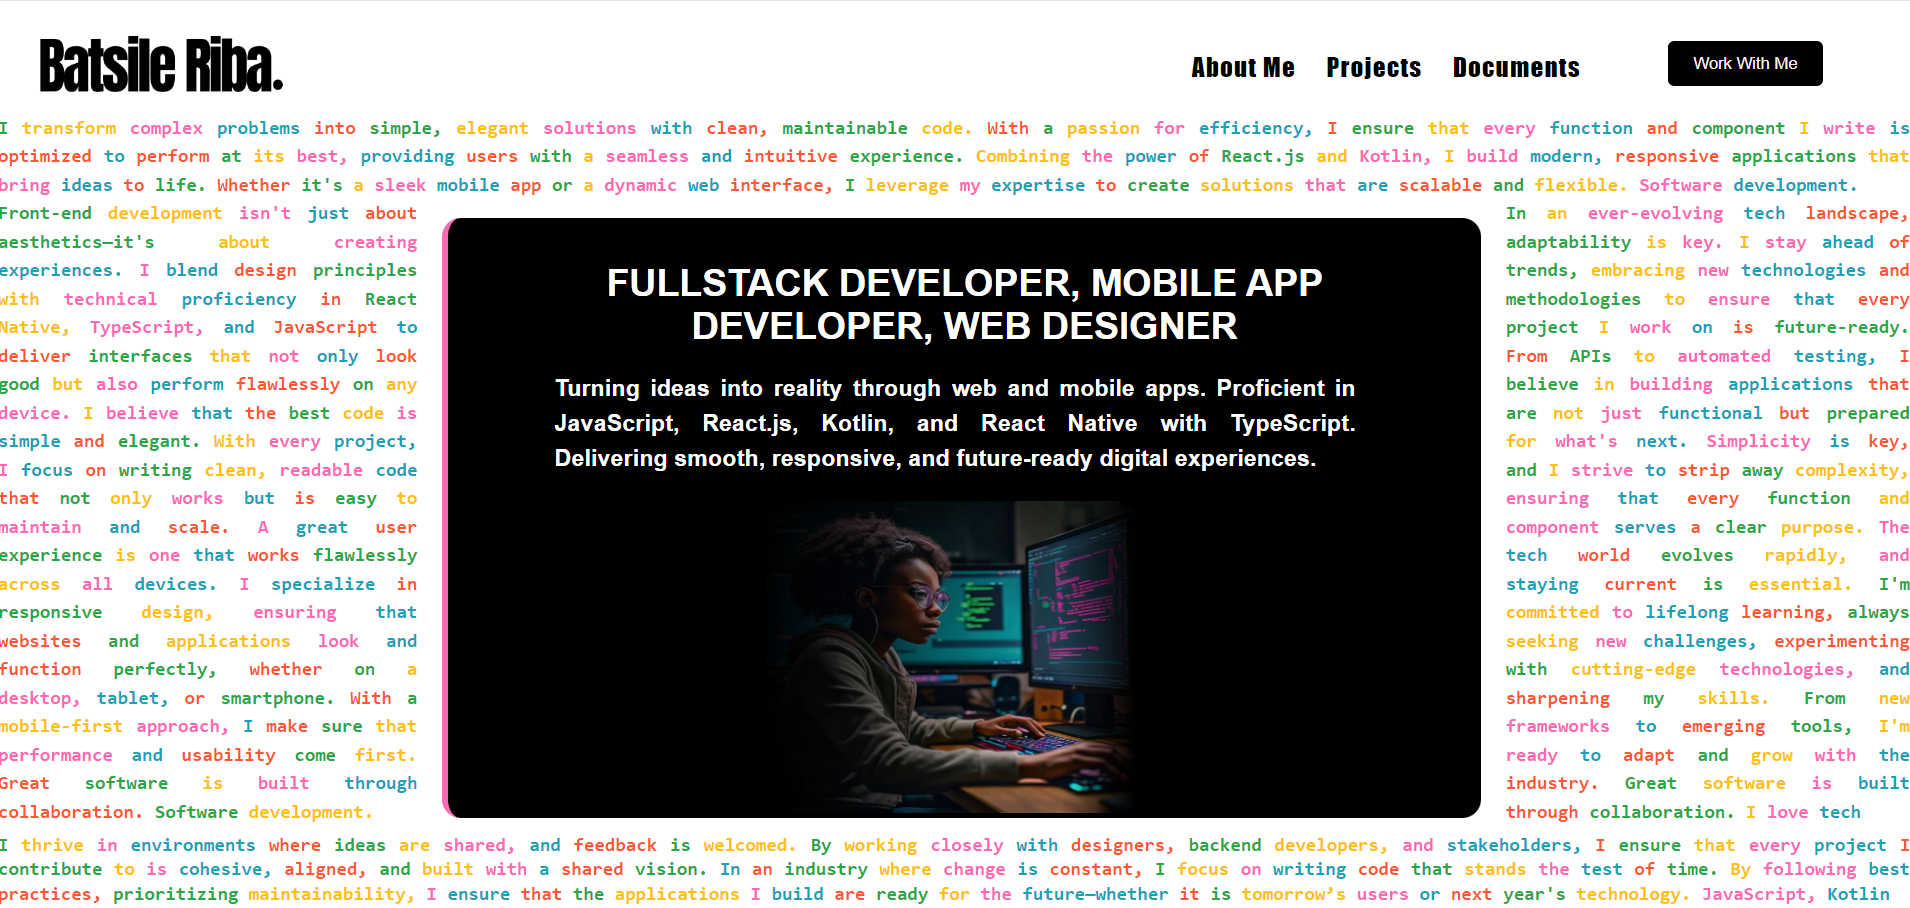 Batsile Riba.
About Me Projects Documents Work With Me
I transform complex problems into simple, elegant solutions with clean, maintainable code. With a passion for efficiency, I ensure that every function and component I write is
optimized to perform at its best, providing users with a seamless and intuitive experience. Combining the power of React.js and Kotlin, I build modern, responsive applications that
bring ideas to life. Whether it's a sleek mobile app or a dynamic web interface, I leverage my expertise to create solutions that are scalable and flexible. Software development.
Front-end development isn't just about
aesthetics—it's about creating
experiences. I blend design principles
with technical proficiency in React
Native, TypeScript, and JavaScript to
deliver interfaces that not only look
good but also perform flawlessly on any
device. I believe that the best code is
simple and elegant. With every project,
I focus on writing clean, readable code
that not only works but is easy to
maintain and scale. A great user
experience is one that works flawlessly
across all devices. I specialize in
responsive design, ensuring that
websites and applications look and
function perfectly, whether on a
desktop, tablet, or smartphone. With a
mobile-first approach, I make sure that
performance and usability come first.
Great software is built through
collaboration. Software development.
FULLSTACK DEVELOPER, MOBILE APP
DEVELOPER, WEB DESIGNER
Turning ideas into reality through web and mobile apps. Proficient in
JavaScript, React.js, Kotlin, and React Native with TypeScript.
Delivering smooth, responsive, and future-ready digital experiences.
In an ever-evolving tech landscape,
adaptability is key. I stay ahead of
trends, embracing new technologies and
methodologies to ensure that every
project I work on is future-ready.
From APIs to automated testing, I
believe in building applications that
are not just functional but prepared
for what's next. Simplicity is key,
and I strive to strip away complexity,
ensuring that every function and
component serves a clear purpose. The
tech world evolves rapidly, and
staying current is essential. I'm
committed to lifelong learning, always
seeking new challenges, experimenting
with cutting-edge technologies, and
sharpening my skills. From new
frameworks to emerging tools, I'm
ready to adapt and grow with the
industry. Great software is built
through collaboration. I love tech
I thrive in environments where ideas are shared, and feedback is welcomed. By working closely with designers, backend developers, and stakeholders, I ensure that every project I
contribute to is cohesive, aligned, and built with a shared vision. In an industry where change is constant, I focus on writing code that stands the test of time. By following best
practices, prioritizing maintainability, I ensure that the applications I build are ready for the future—whether it is tomorrow’s users or next year's technology. JavaScript, Kotlin